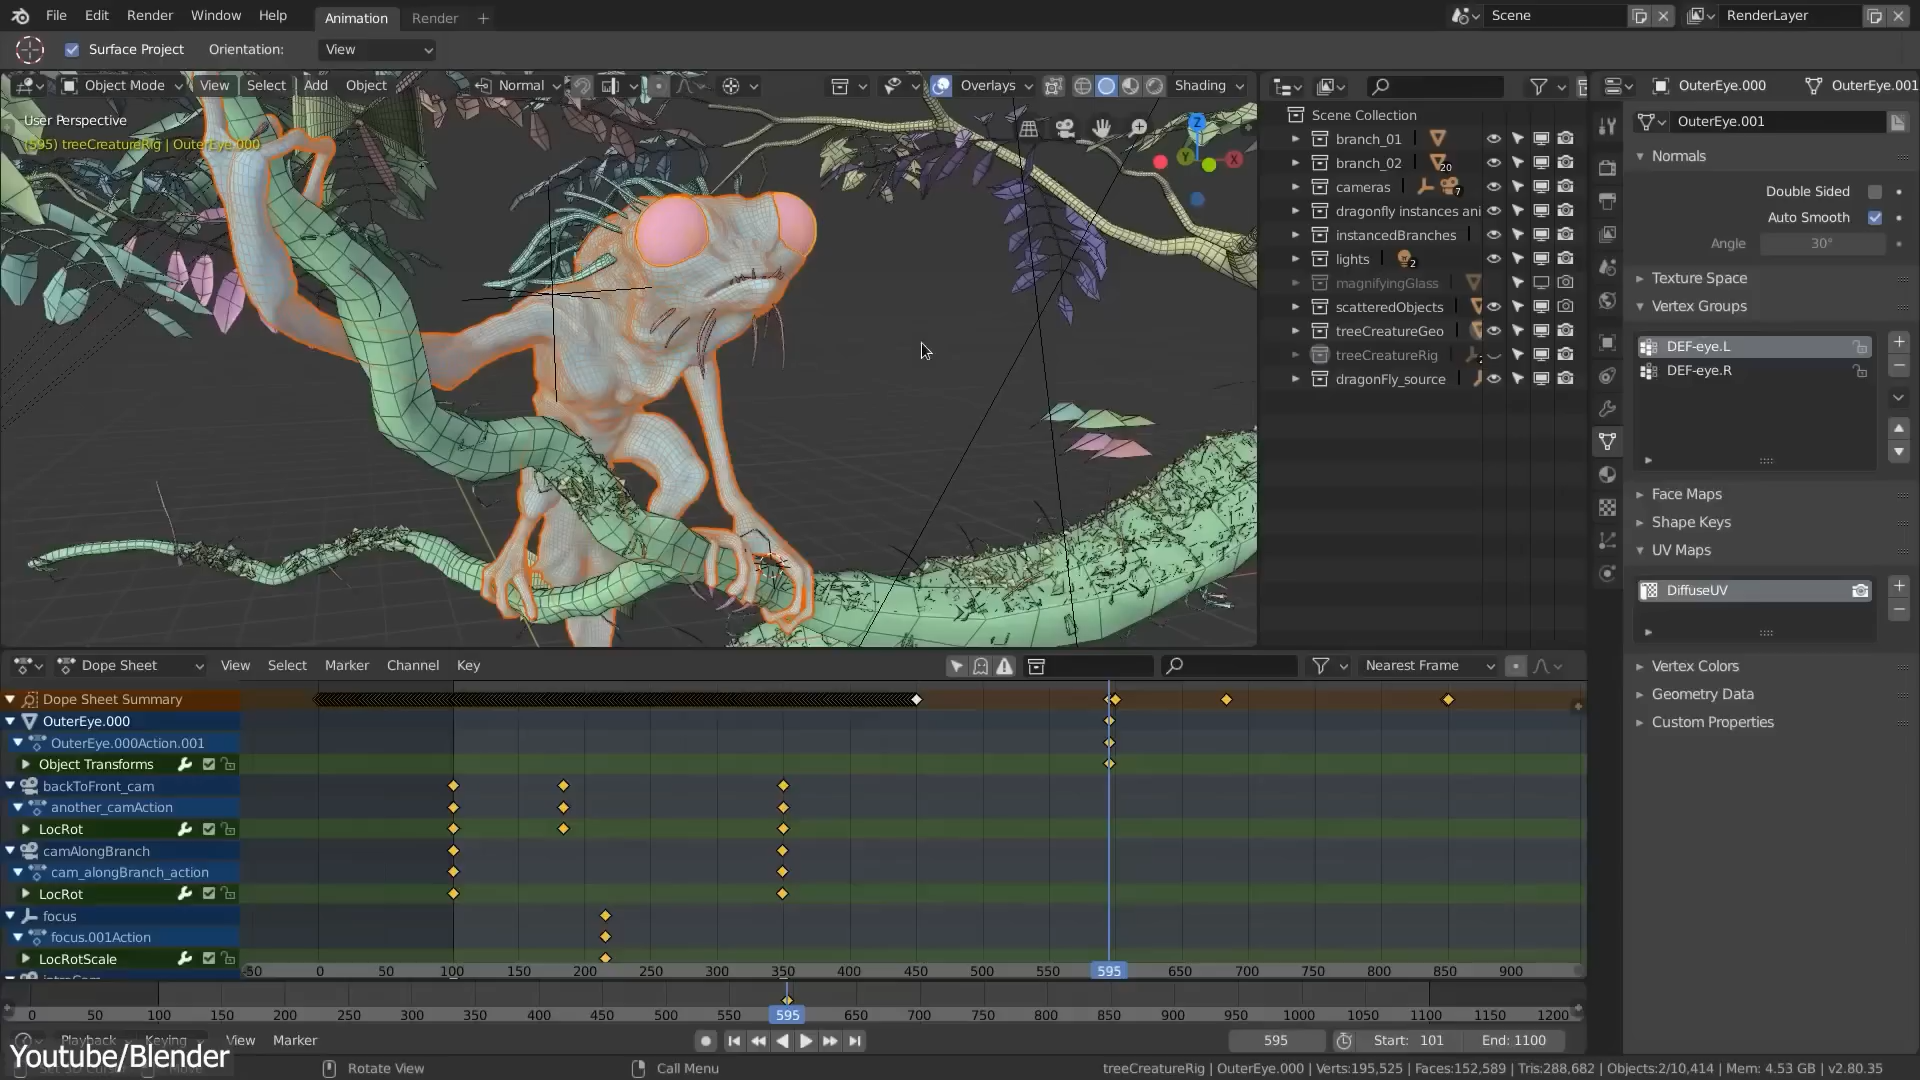 File Edit Render Window Help Animation Render + Scene RenderLayer
Surface Project Orientation: View
Object Mode View Select Add Object Normal Overlays Shading OuterEye.000 OuterEye.001
User Perspective
(595) treeCreatureRig | OuterEye.000
Z
Y X
Scene Collection
branch_01
branch_02 20
cameras 7
dragonfly instances ani
instancedBranches
lights 2
magnifyingGlass
scatteredObjects
treeCreatureGeo
treeCreatureRig
dragonFly_source
OuterEye.001
Normals
Double Sided
Auto Smooth
Angle 30°
Texture Space
Vertex Groups
DEF-eye.L
DEF-eye.R
Face Maps
Shape Keys
UV Maps
DiffuseUV
Vertex Colors
Geometry Data
Custom Properties
Dope Sheet View Select Marker Channel Key Nearest Frame
Dope Sheet Summary
OuterEye.000
OuterEye.000Action.001
Object Transforms
backToFront_cam
another_camAction
LocRot
camAlongBranch
cam_alongBranch_action
LocRot
focus
focus.001Action
LocRotScale
-50 0 50 100 150 200 250 300 350 400 450 500 550 595 650 700 750 800 850 900
0 50 100 150 200 250 300 350 400 450 500 550 595 650 700 750 800 850 900 950 1000 1050 1100 1150 1200
Playback Keying View Marker 595 Start: 101 End: 1100
Youtube/Blender
Rotate View Call Menu treeCreatureRig | OuterEye.000 | Verts:195,525 | Faces:152,589 | Tris:288,682 | Objects:2/10,414 | Mem: 4.53 GB | v2.80.35